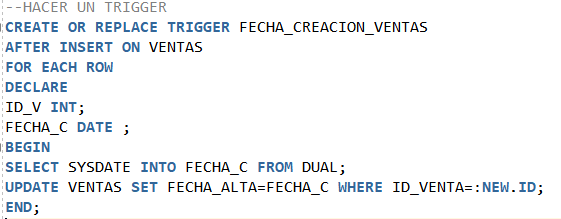 --HACER UN TRIGGER
CREATE OR REPLACE TRIGGER FECHA_CREACION_VENTAS
AFTER INSERT ON VENTAS
FOR EACH ROW
DECLARE
ID_V INT;
FECHA_C DATE ;
BEGIN
SELECT SYSDATE INTO FECHA_C FROM DUAL;
UPDATE VENTAS SET FECHA_ALTA=FECHA_C WHERE ID_VENTA=:NEW.ID;
END;